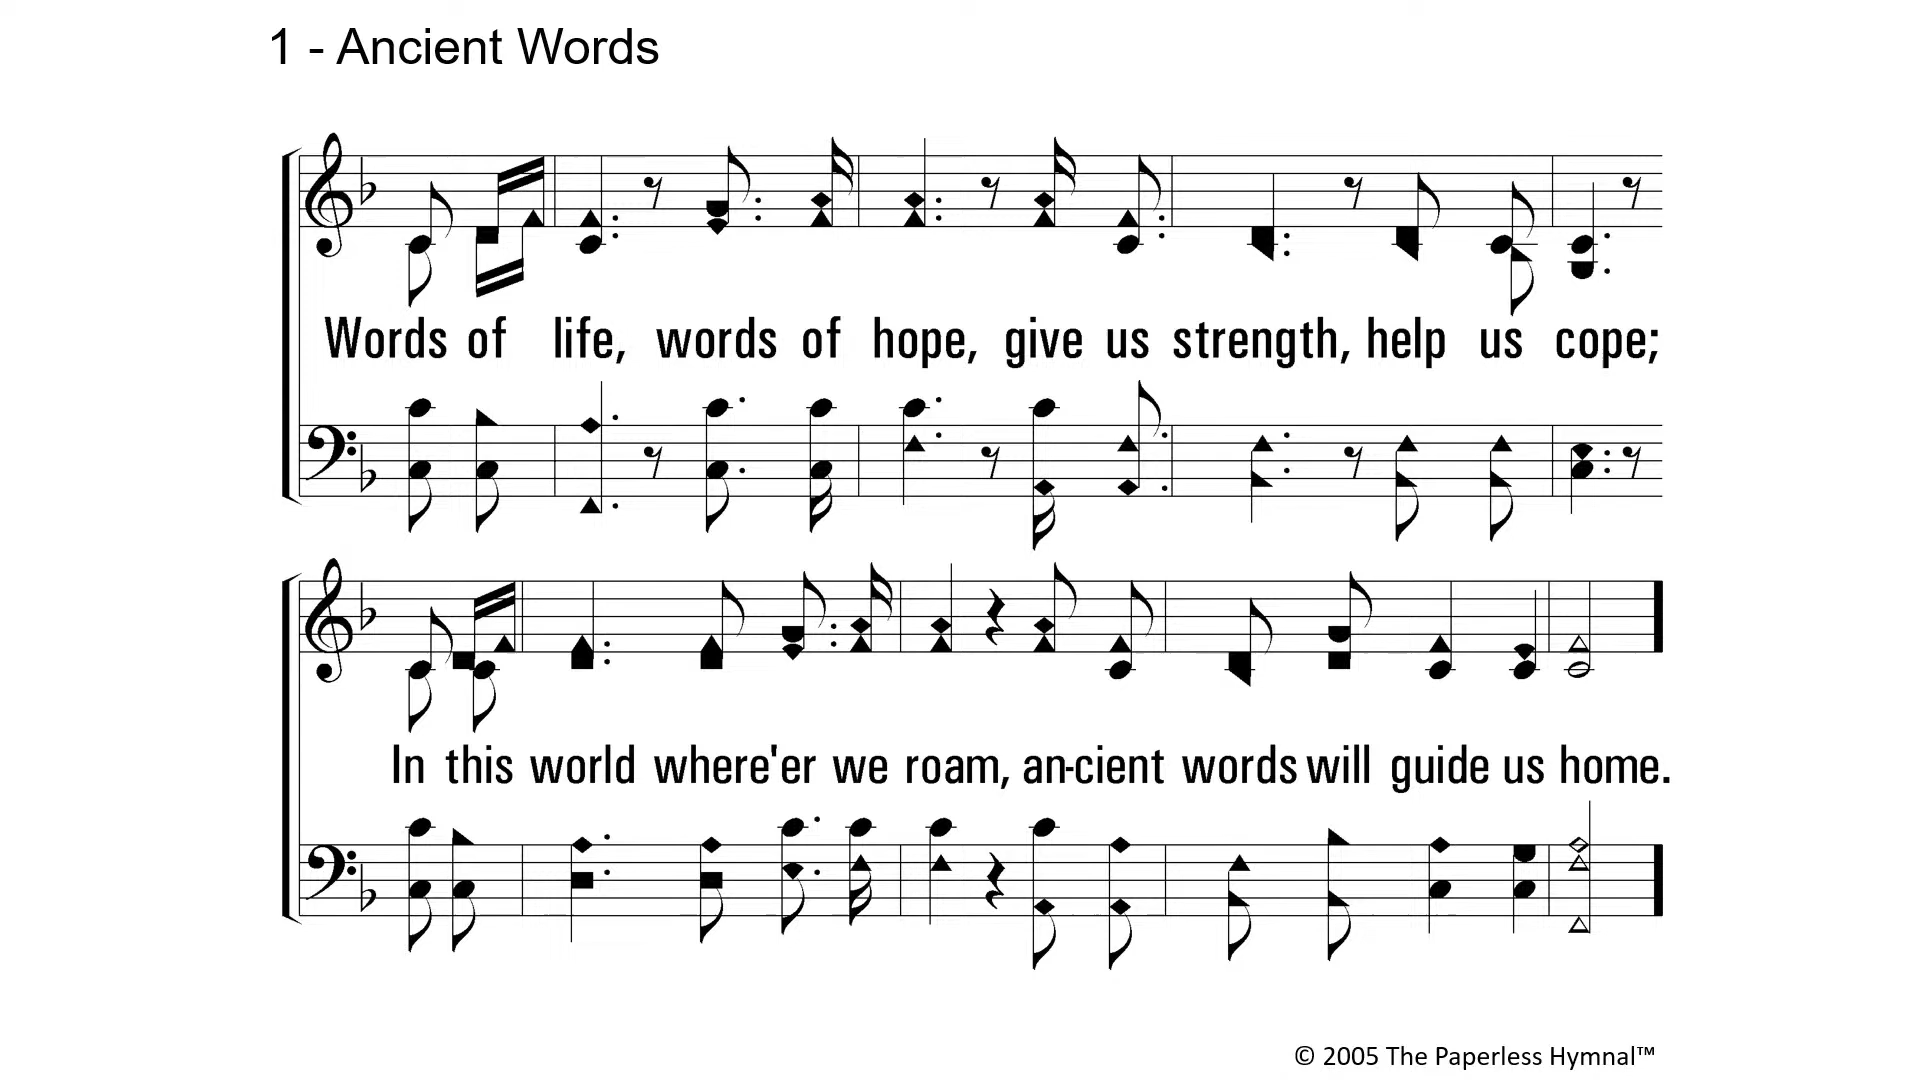 1 - Ancient Words
Words of life, words of hope, give us strength, help us cope;
In this world where'er we roam, an-cient words will guide us home.
© 2005 The Paperless Hymnal™